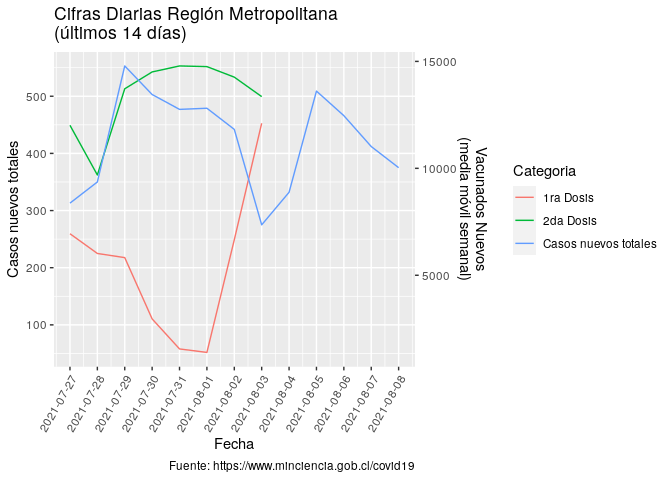 Cifras Diarias Región Metropolitana
(últimos 14 días)
Casos nuevos totales
500
400
300
200
100
15000
10000
5000
Vacunados Nuevos
(media móvil semanal)
2021-07-27
2021-07-28
2021-07-29
2021-07-30
2021-07-31
2021-08-01
2021-08-02
2021-08-03
2021-08-04
2021-08-05
2021-08-06
2021-08-07
2021-08-08
Fecha
Categoria
1ra Dosis
2da Dosis
Casos nuevos totales
Fuente: https://www.minciencia.gob.cl/covid19